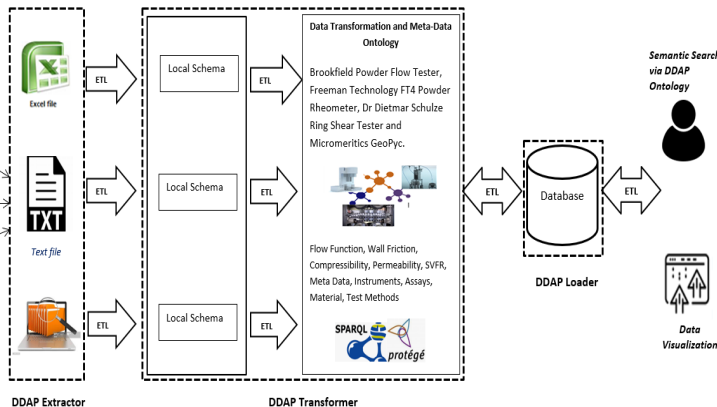 Excel file
TXT
Text file
DDAP Extractor
ETL
ETL
ETL
Local Schema
Local Schema
Local Schema
ETL
ETL
ETL
DDAP Transformer
Data Transformation and Meta-Data
Ontology
Brookfield Powder Flow Tester,
Freeman Technology FT4 Powder
Rheometer, Dr Dietmar Schulze
Ring Shear Tester and
Micromeritics GeoPyc.
Flow Function, Wall Friction,
Compressibility, Permeability, SVFR,
Meta Data, Instruments, Assays,
Material, Test Methods
SPARQL
protégé
ETL
Database
DDAP Loader
ETL
Semantic Search
via DDAP
Ontology
Data
Visualization